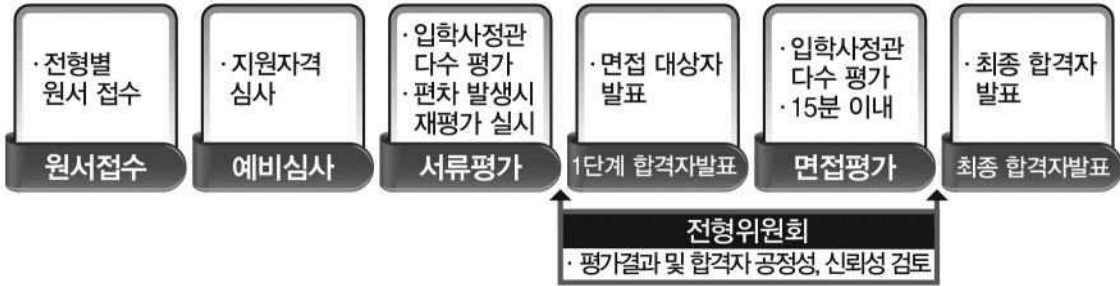 · 전형별
원서 접수
원서접수
· 지원자격
심사
예비심사
· 입학사정관
다수 평가
· 편차 발생시
재평가 실시
서류평가
· 면접 대상자
발표
1단계 합격자발표
· 입학사정관
다수 평가
· 15분 이내
면접평가
· 최종 합격자
발표
최종 합격자발표
전형위원회
· 평가결과 및 합격자 공정성, 신뢰성 검토